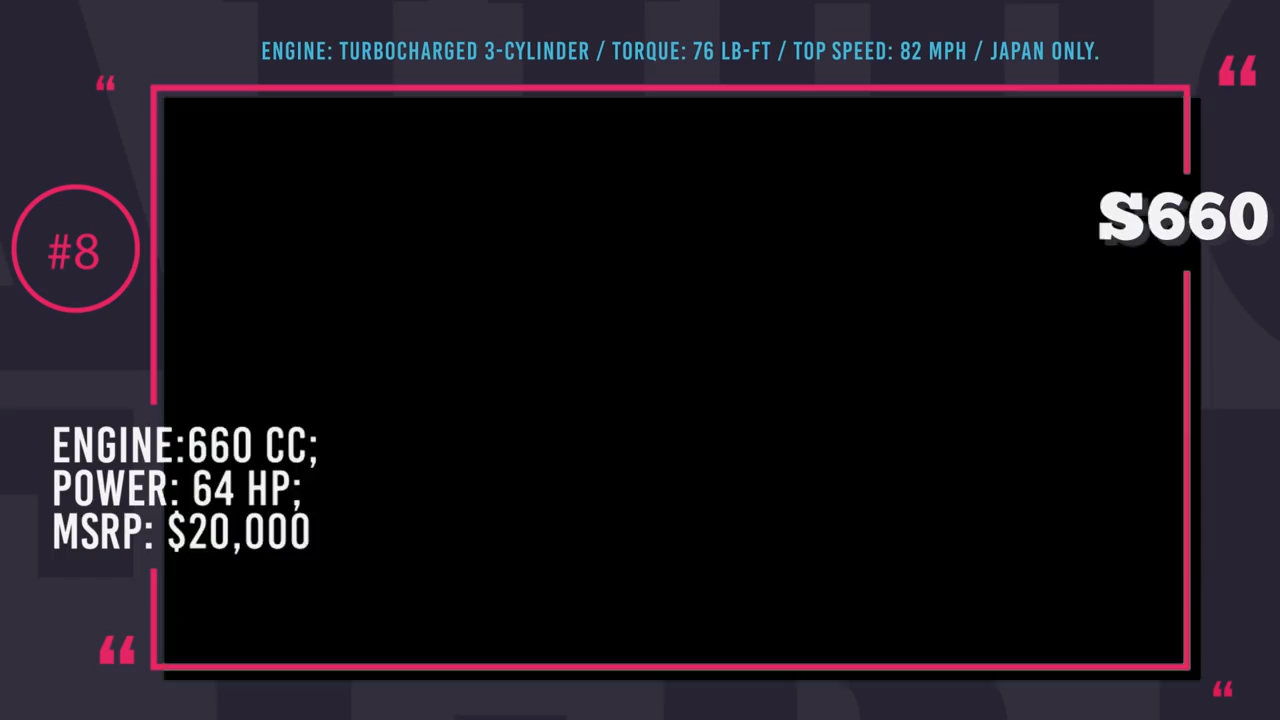 ENGINE: TURBOCHARGED 3-CYLINDER / TORQUE: 76 LB-FT / TOP SPEED: 82 MPH / JAPAN ONLY.
S660
#8
ENGINE:660 CC;
POWER: 64 HP;
MSRP: $20,000